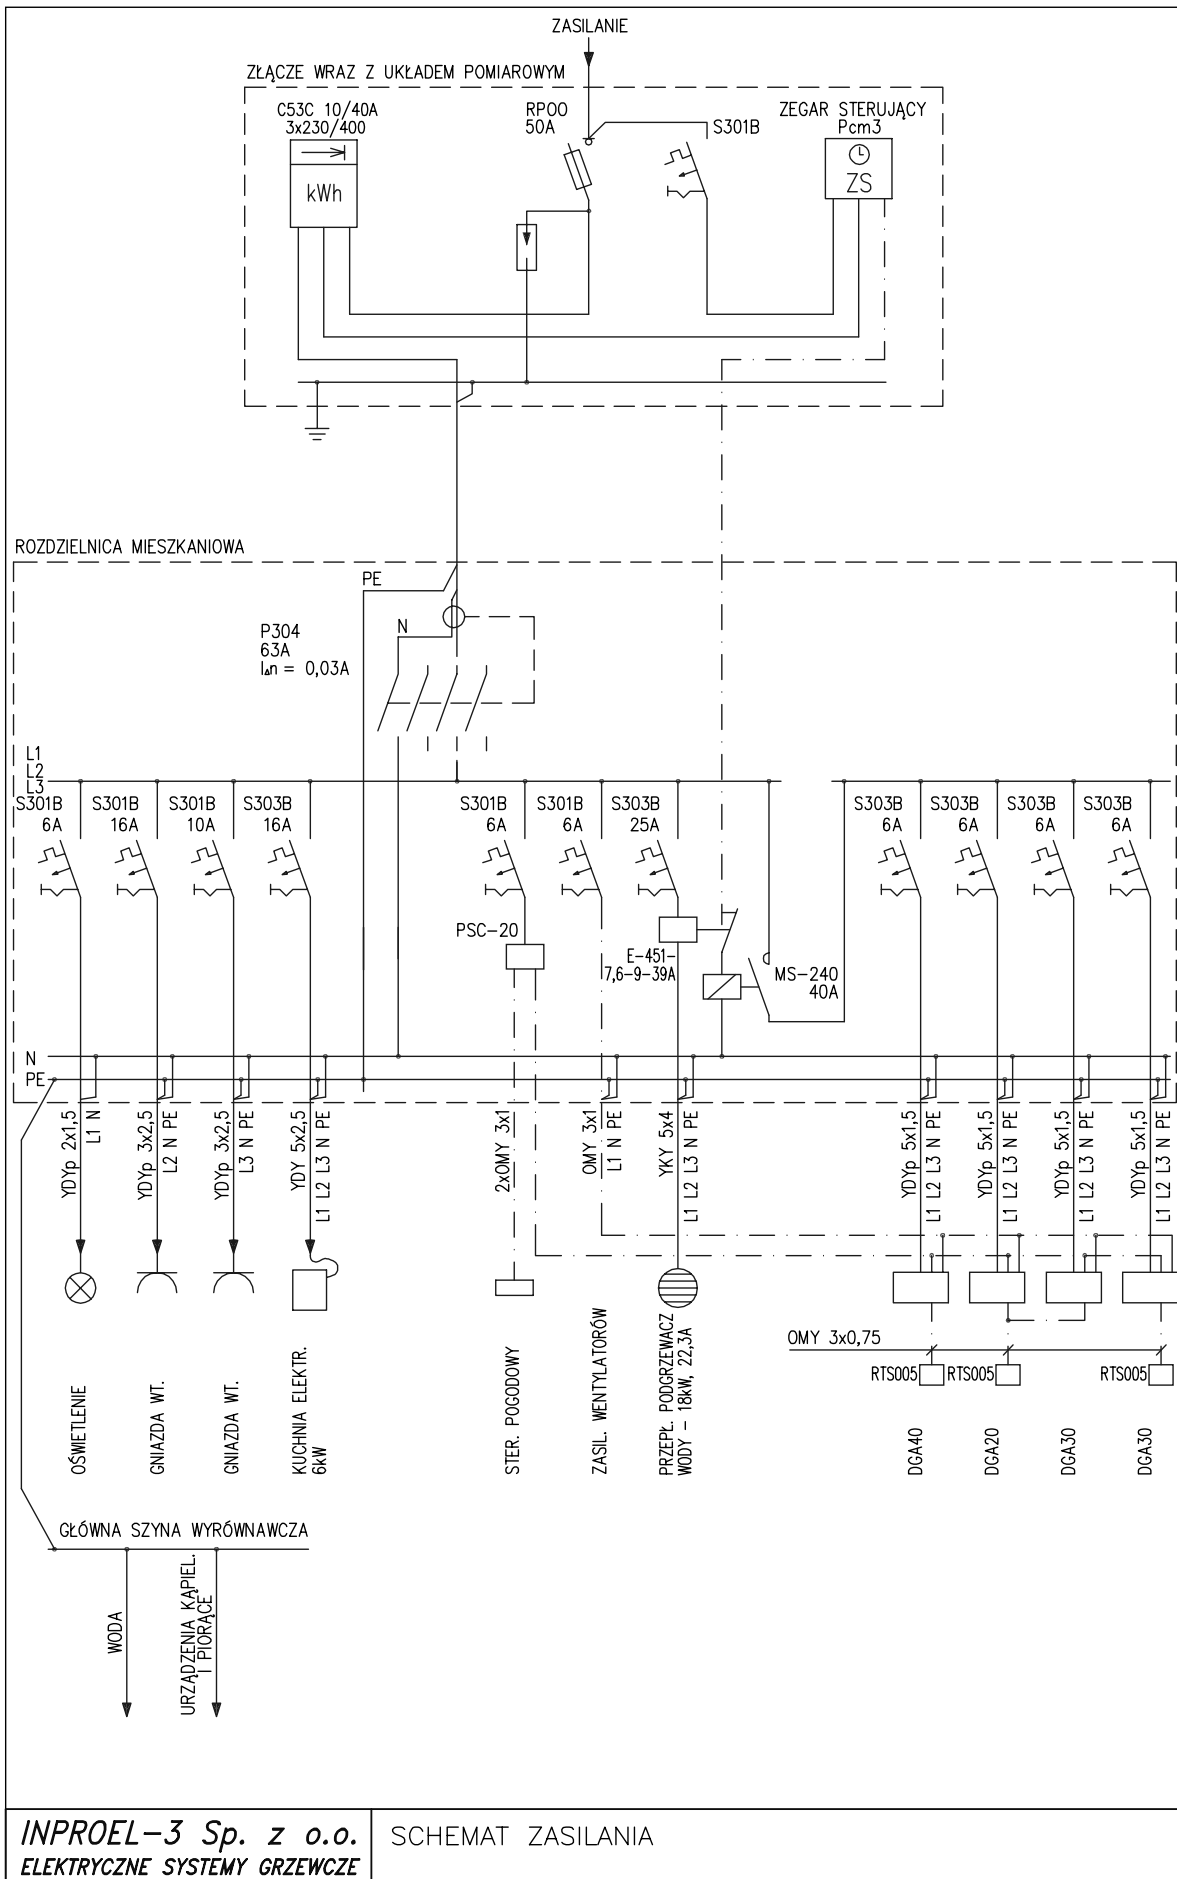 ZASILANIE
ZŁĄCZE WRAZ Z UKŁADEM POMIAROWYM
C53C 10/40A
3x230/400
kWh
RP00
50A
S301B
ZEGAR STERUJĄCY
Pcm3
ZS
ROZDZIELNICA MIESZKANIOWA
PE
N
P304
63A
I∆n = 0,03A
L1
L2
L3
S301B
6A
S301B
16A
S301B
10A
S303B
16A
S301B
6A
S301B
6A
S303B
25A
S303B
6A
S303B
6A
S303B
6A
S303B
6A
PSC-20
E-451-
7,6-9-39A
MS-240
40A
N
PE
YDYp 2x1,5
L1 N
YDYp 3x2,5
L2 N PE
YDYp 3x2,5
L3 N PE
YDY 5x2,5
L1 L2 L3 N PE
2xOMY 3x1
OMY 3x1
L1 N PE
YKY 5x4
L1 L2 L3 N PE
YDYp 5x1,5
L1 L2 L3 N PE
YDYp 5x1,5
L1 L2 L3 N PE
YDYp 5x1,5
L1 L2 L3 N PE
YDYp 5x1,5
L1 L2 L3 N PE
OMY 3x0,75
RTS005
RTS005
RTS005
OŚWIETLENIE
GNIAZDA WT.
GNIAZDA WT.
KUCHNIA ELEKTR.
6kW
STER. POGODOWY
ZASIL. WENTYLATORÓW
PRZEPŁ. PODGRZEWACZ
WODY - 18kW, 22,3A
DGA40
DGA20
DGA30
DGA30
GŁÓWNA SZYNA WYRÓWNAWCZA
WODA
URZĄDZENIA KĄPIEL.
I PIORĄCE
INPROEL-3 Sp. z o.o.
ELEKTRYCZNE SYSTEMY GRZEWCZE
SCHEMAT ZASILANIA